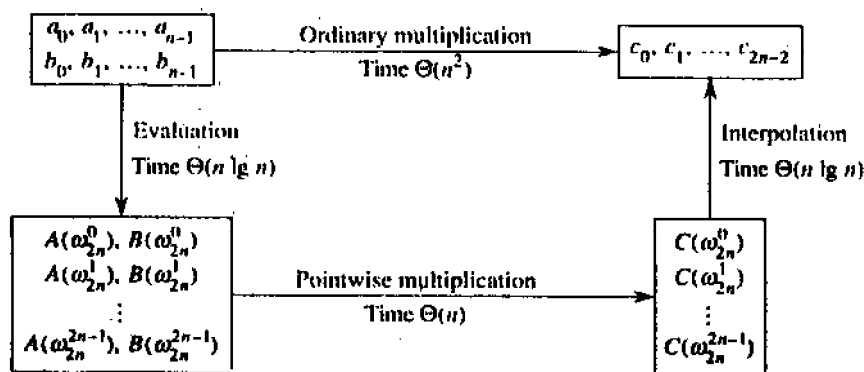 a₀, a₁, ..., aₙ₋₁
b₀, b₁, ..., bₙ₋₁
Ordinary multiplication
Time Θ(n²)
c₀, c₁, ..., c₂ₙ₋₂
Evaluation
Time Θ(n lg n)
Interpolation
Time Θ(n lg n)
A(ω₂ₙ⁰), B(ω₂ₙ⁰)
A(ω₂ₙ¹), B(ω₂ₙ¹)
⋮
A(ω₂ₙ²ⁿ⁻¹), B(ω₂ₙ²ⁿ⁻¹)
Pointwise multiplication
Time Θ(n)
C(ω₂ₙ⁰)
C(ω₂ₙ¹)
⋮
C(ω₂ₙ²ⁿ⁻¹)